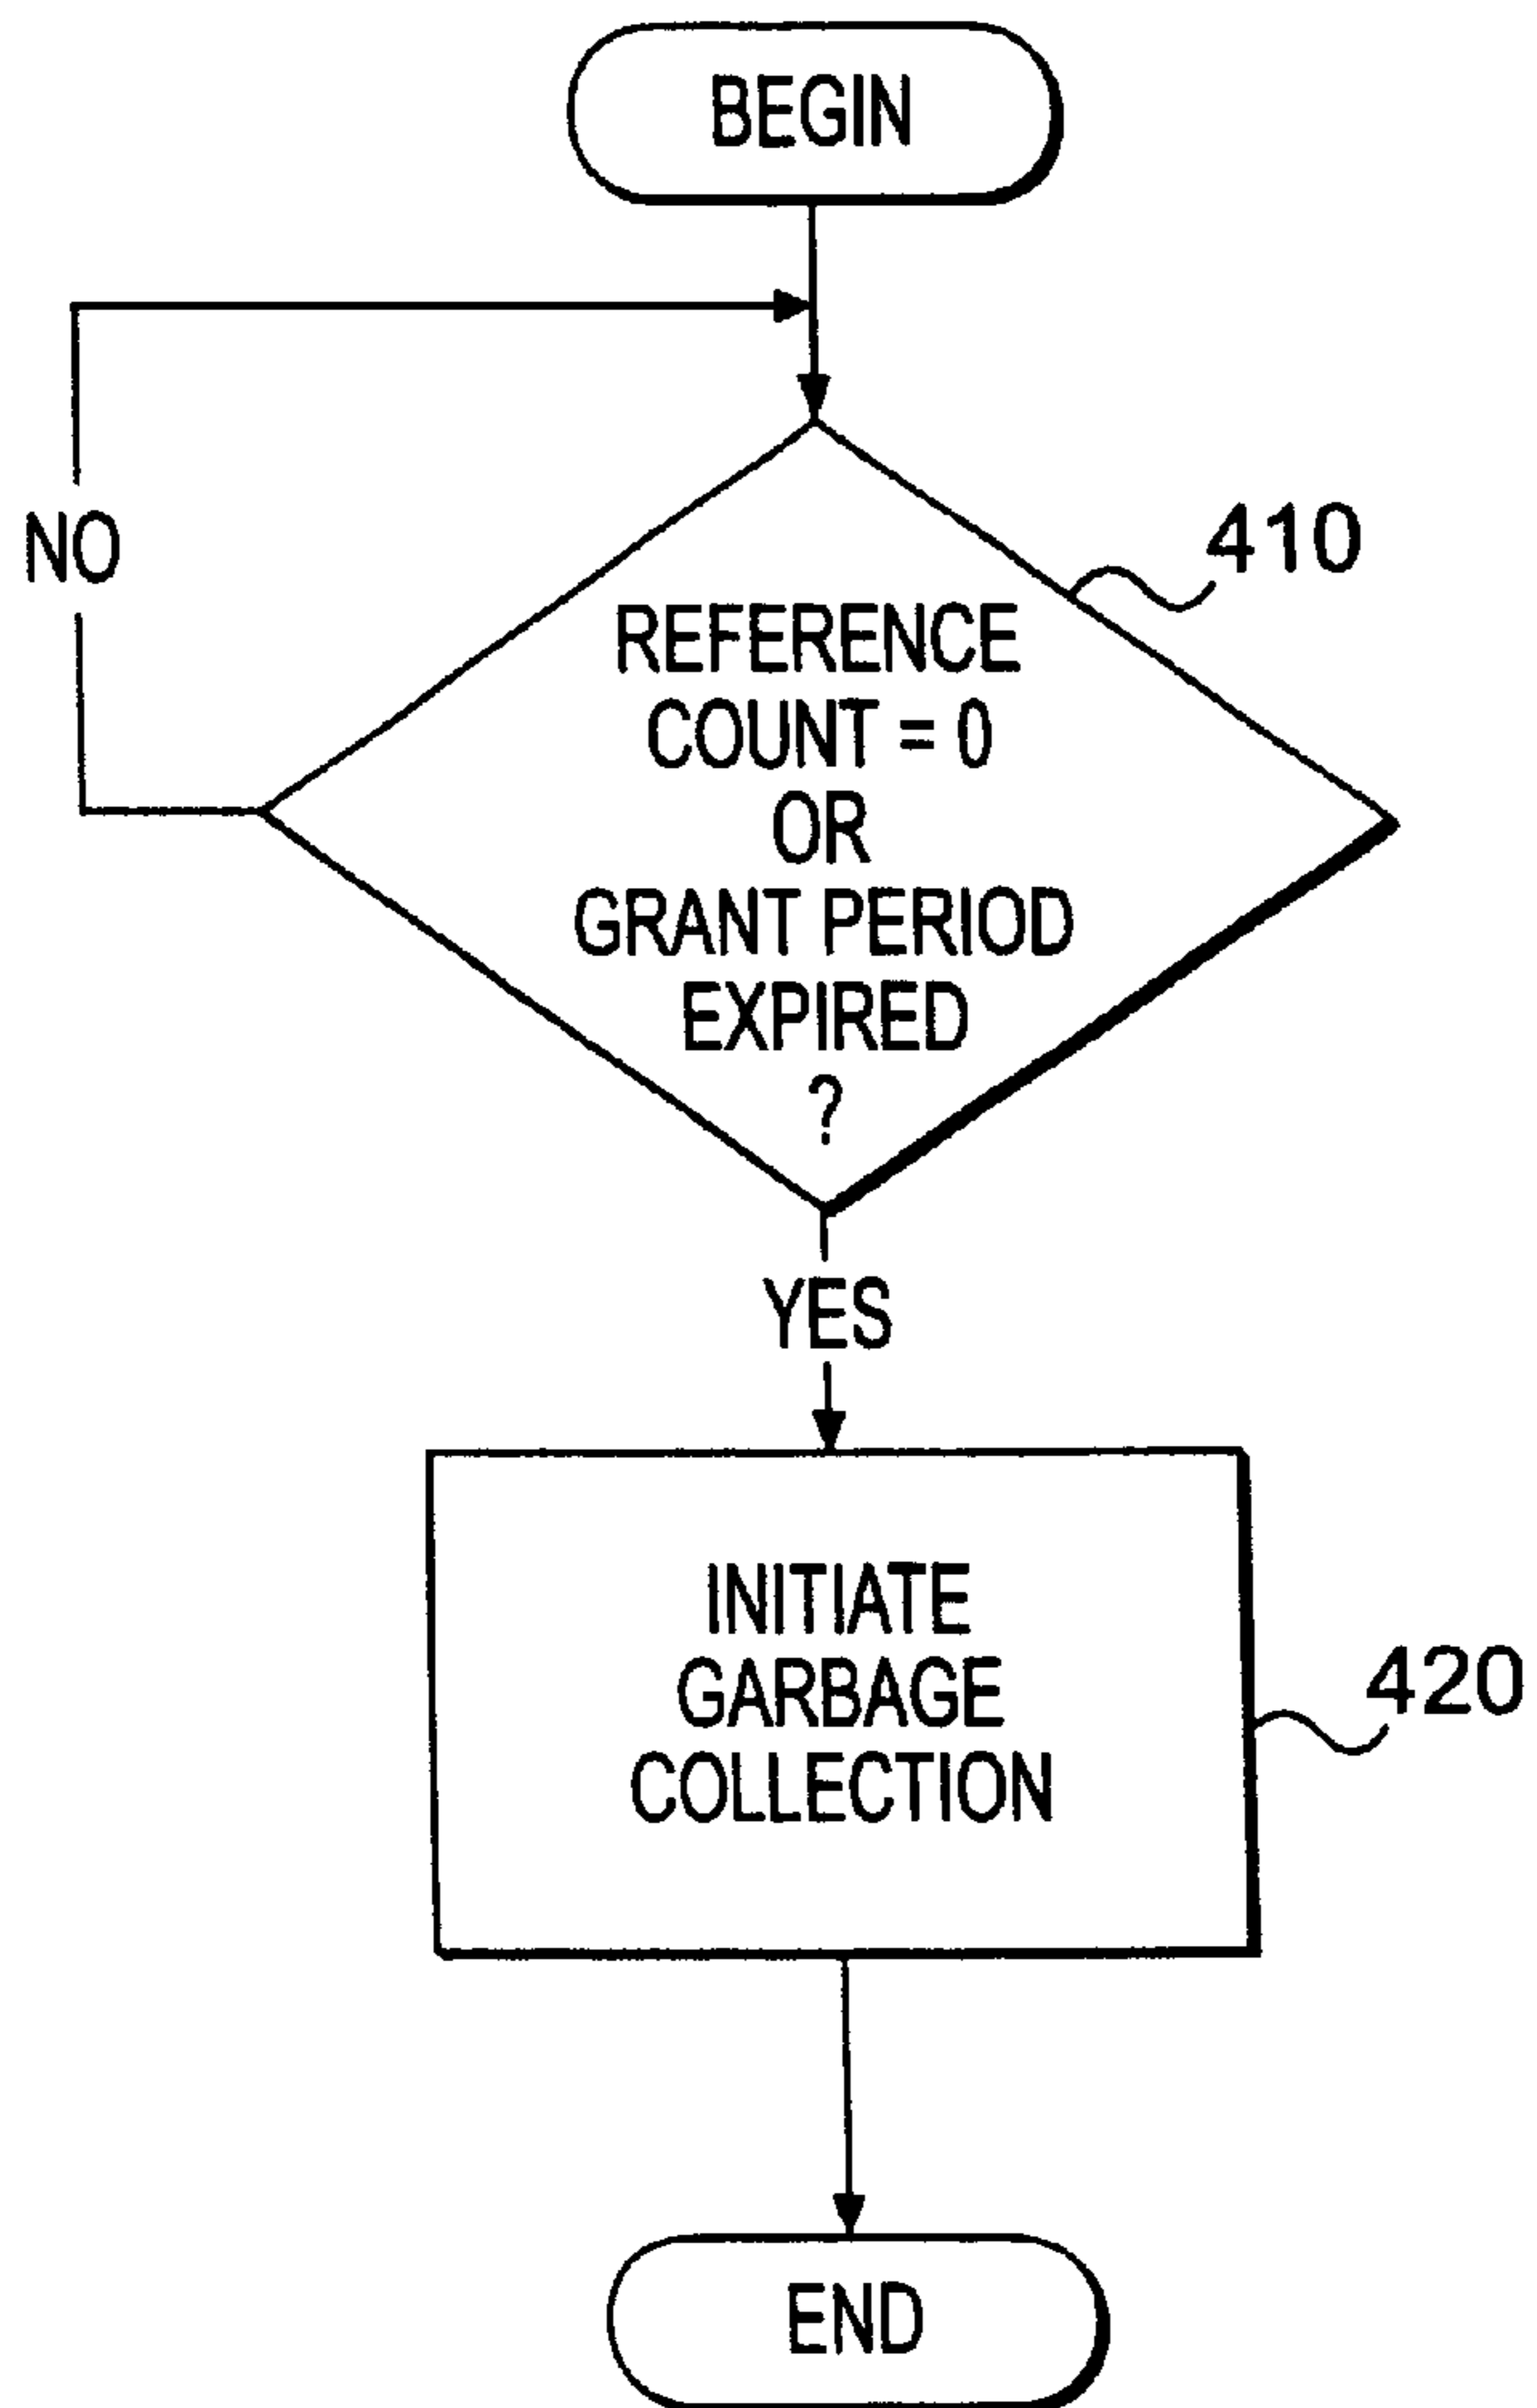 BEGIN
NO
410
REFERENCE
COUNT = 0
OR
GRANT PERIOD
EXPIRED
?
YES
INITIATE
GARBAGE
COLLECTION
420
END